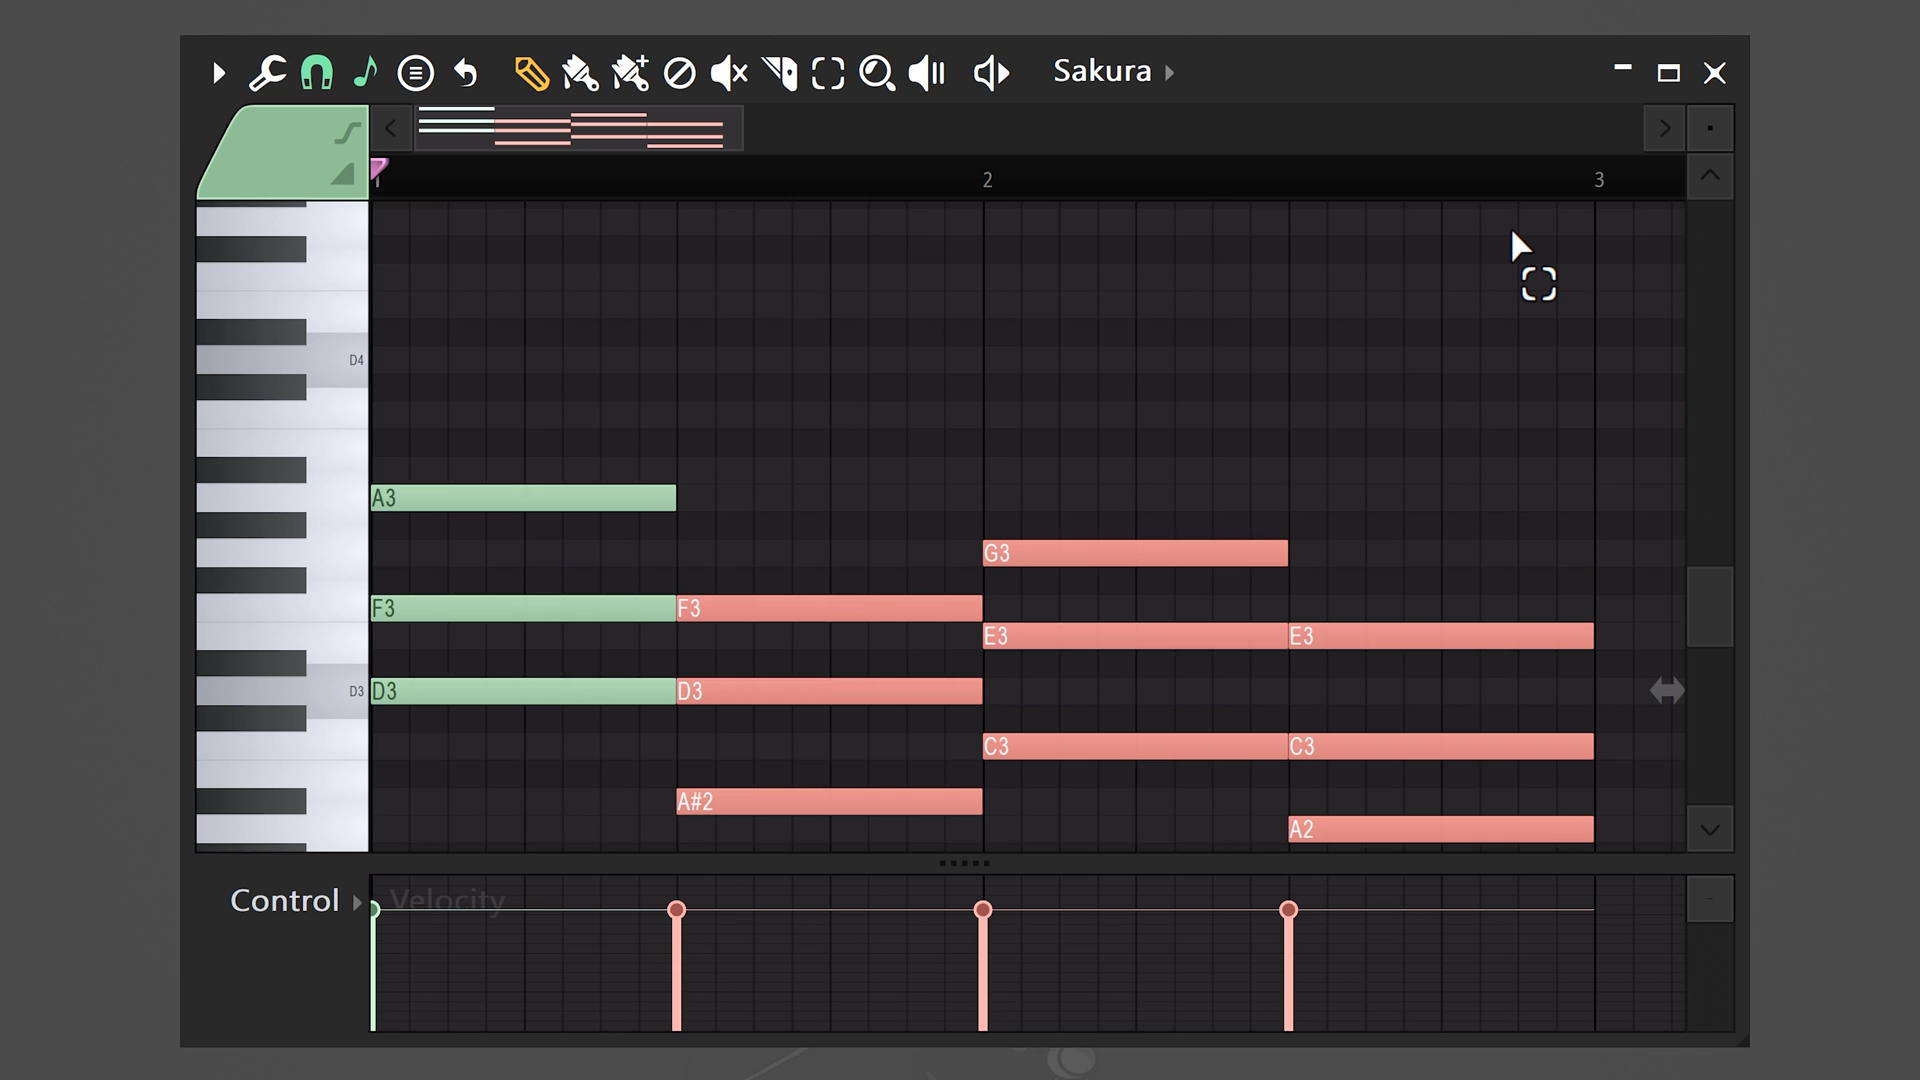 Sakura
1
2
3
D4
A3
G3
F3
F3
E3
E3
D3
D3
D3
C3
C3
A#2
A2
Control
Velocity